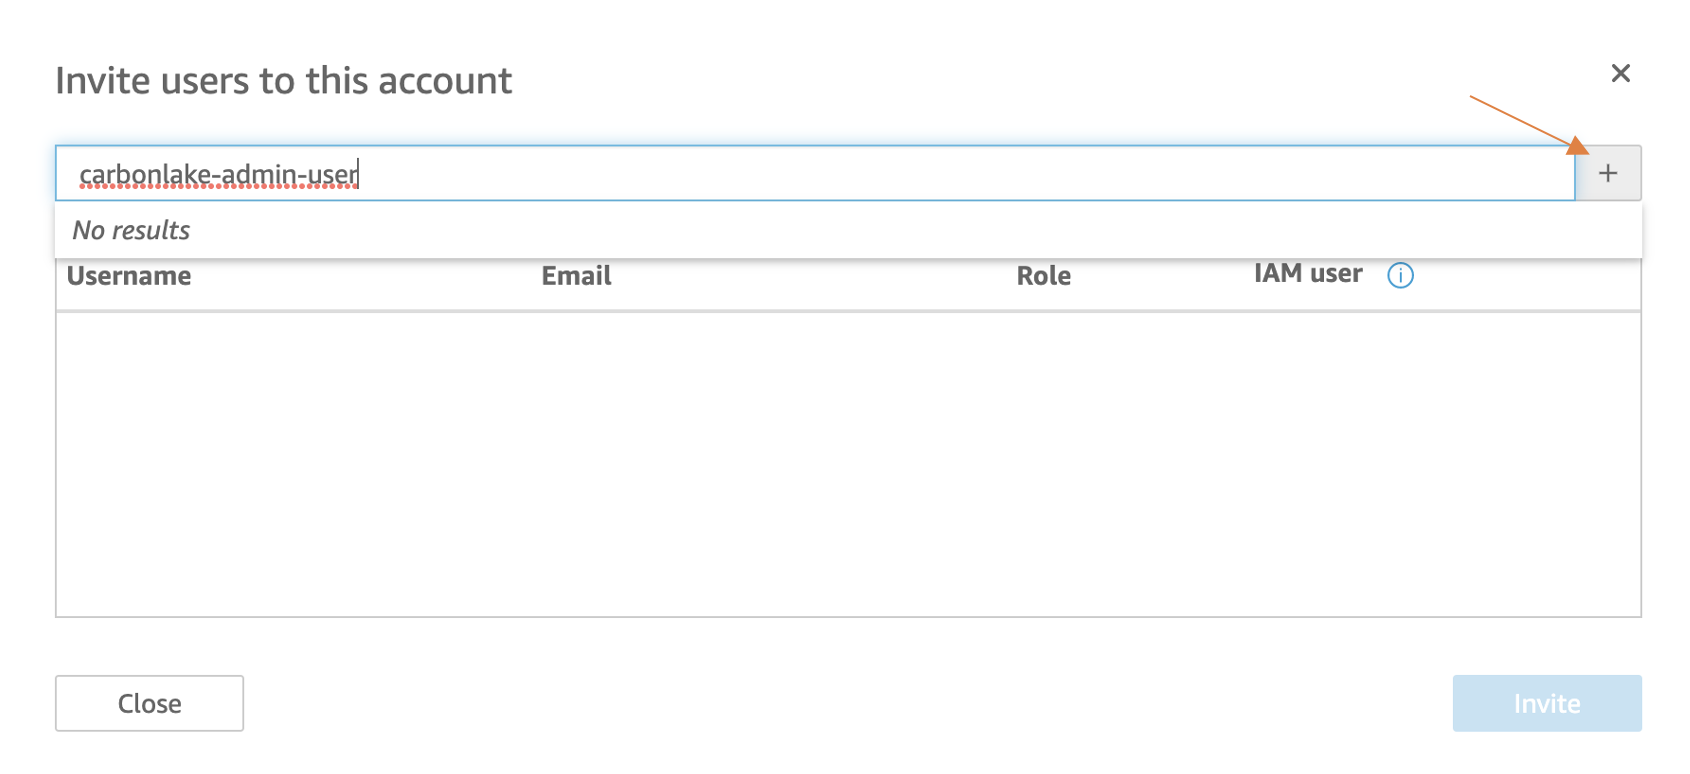 Invite users to this account
carbonlake-admin-user
No results
Username Email Role IAM user
Close Invite